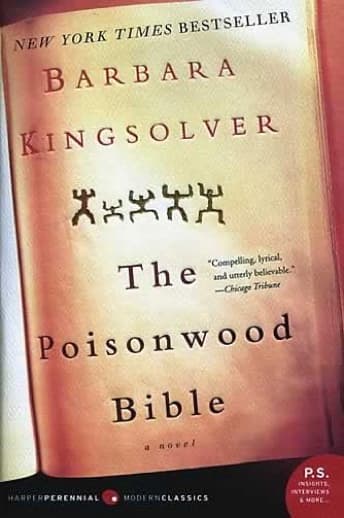 NEW YORK TIMES BESTSELLER
BARBARA
KINGSOLVER
The
"Compelling, lyrical,
and utterly believable."
—Chicago Tribune
Poisonwood
Bible
a novel
HARPERPERENNIAL MODERNCLASSICS
P.S.
INSIGHTS,
INTERVIEWS
& MORE...